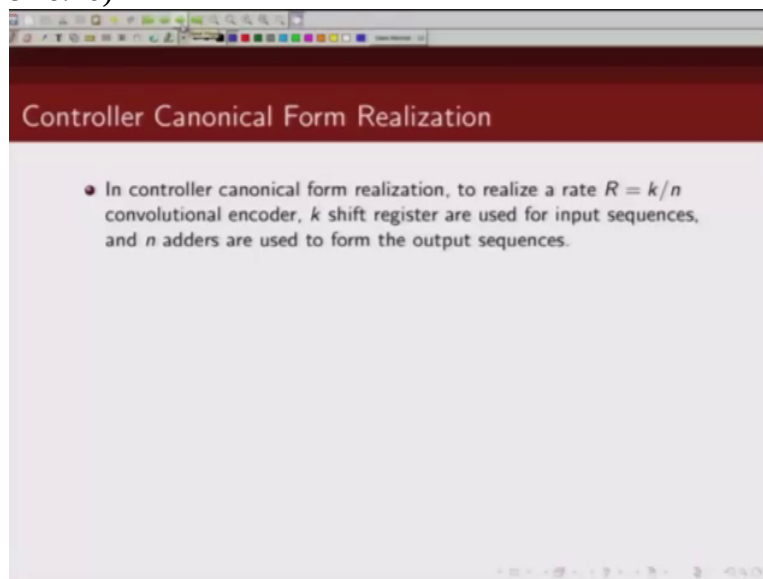 Controller Canonical Form Realization
In controller canonical form realization, to realize a rate R = k/n
convolutional encoder, k shift register are used for input sequences,
and n adders are used to form the output sequences.